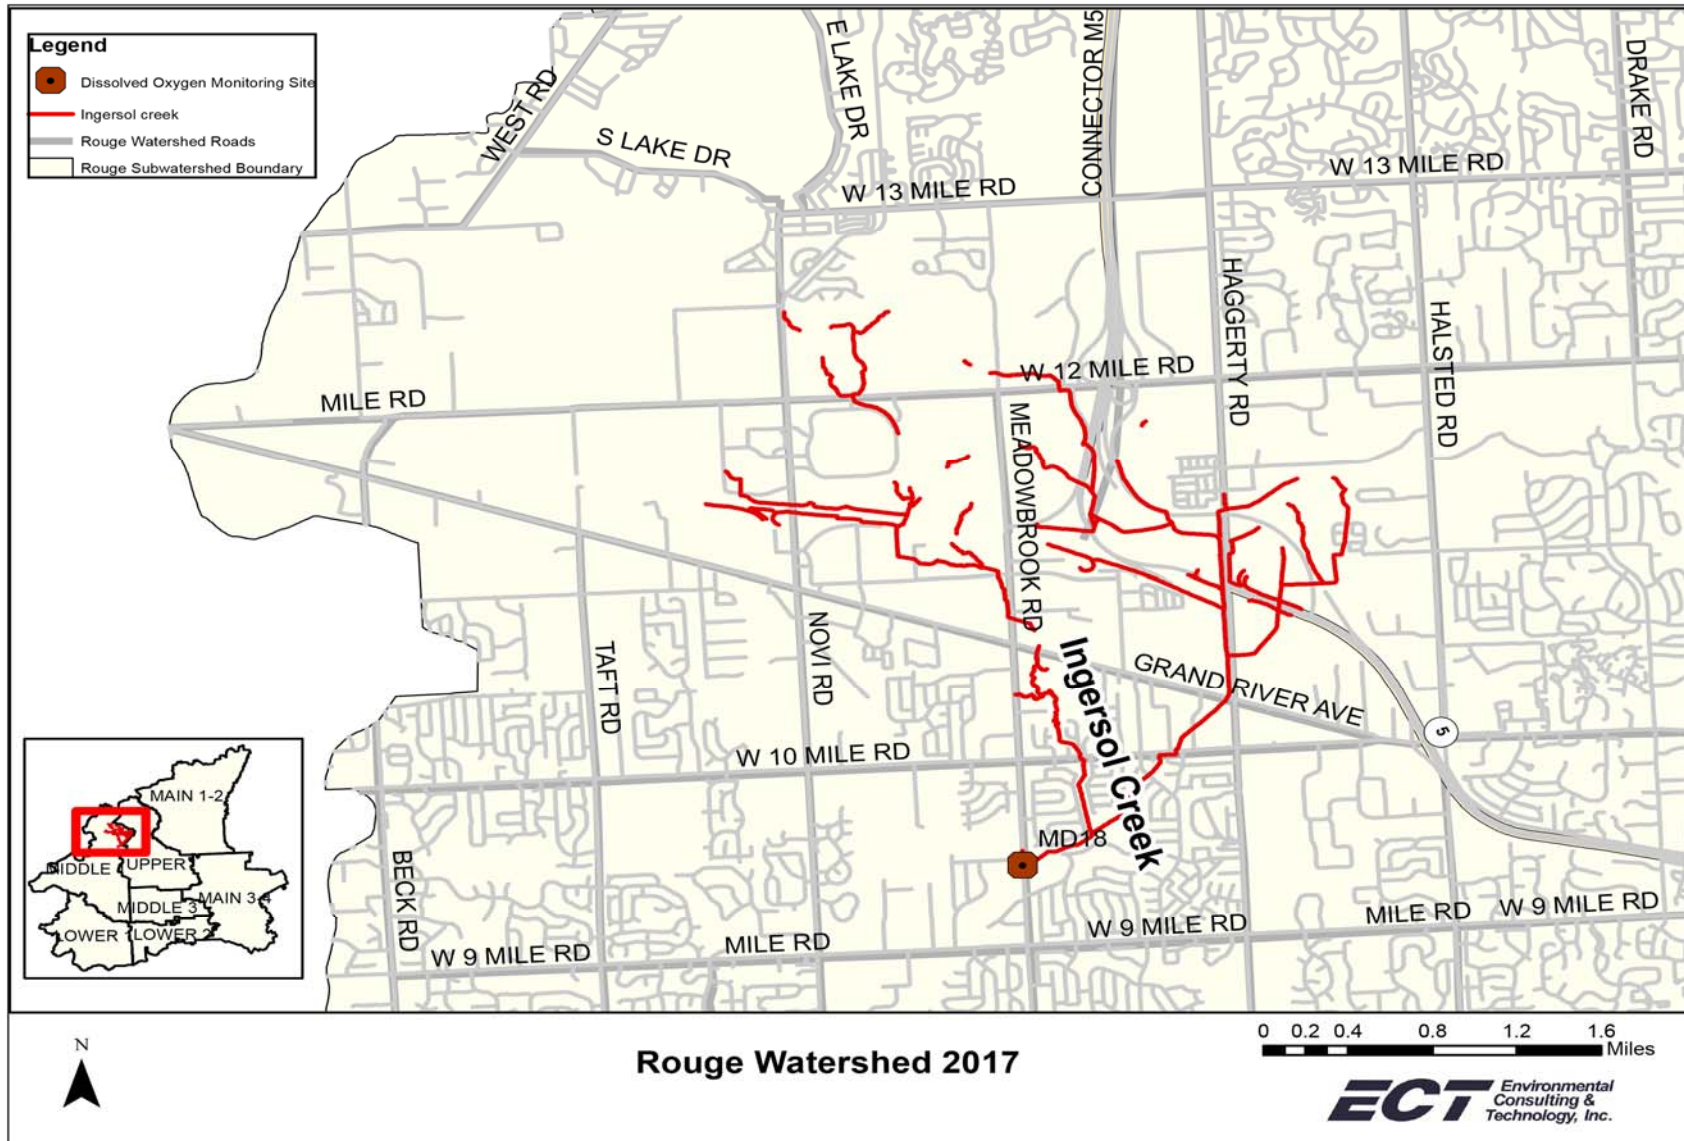 Legend
Dissolved Oxygen Monitoring Site
Ingersol creek
Rouge Watershed Roads
Rouge Subwatershed Boundary
WEST RD
S LAKE DR
E LAKE DR
W 13 MILE RD
CONNECTOR M5
W 13 MILE RD
DRAKE RD
HAGGERTY RD
HALSTED RD
MILE RD
W 12 MILE RD
MEADOWBROOK RD
TAFT RD
NOVI RD
Ingersol Creek
GRAND RIVER AVE
5
W 10 MILE RD
MD18
BECK RD
W 9 MILE RD
MILE RD
W 9 MILE RD
MILE RD
W 9 MILE RD
MAIN 1-2
MIDDLE
UPPER
MIDDLE 3
MAIN 3-4
LOWER
LOWER 2
N
Rouge Watershed 2017
0 0.2 0.4 0.8 1.2 1.6
Miles
ECT
Environmental
Consulting &
Technology, Inc.